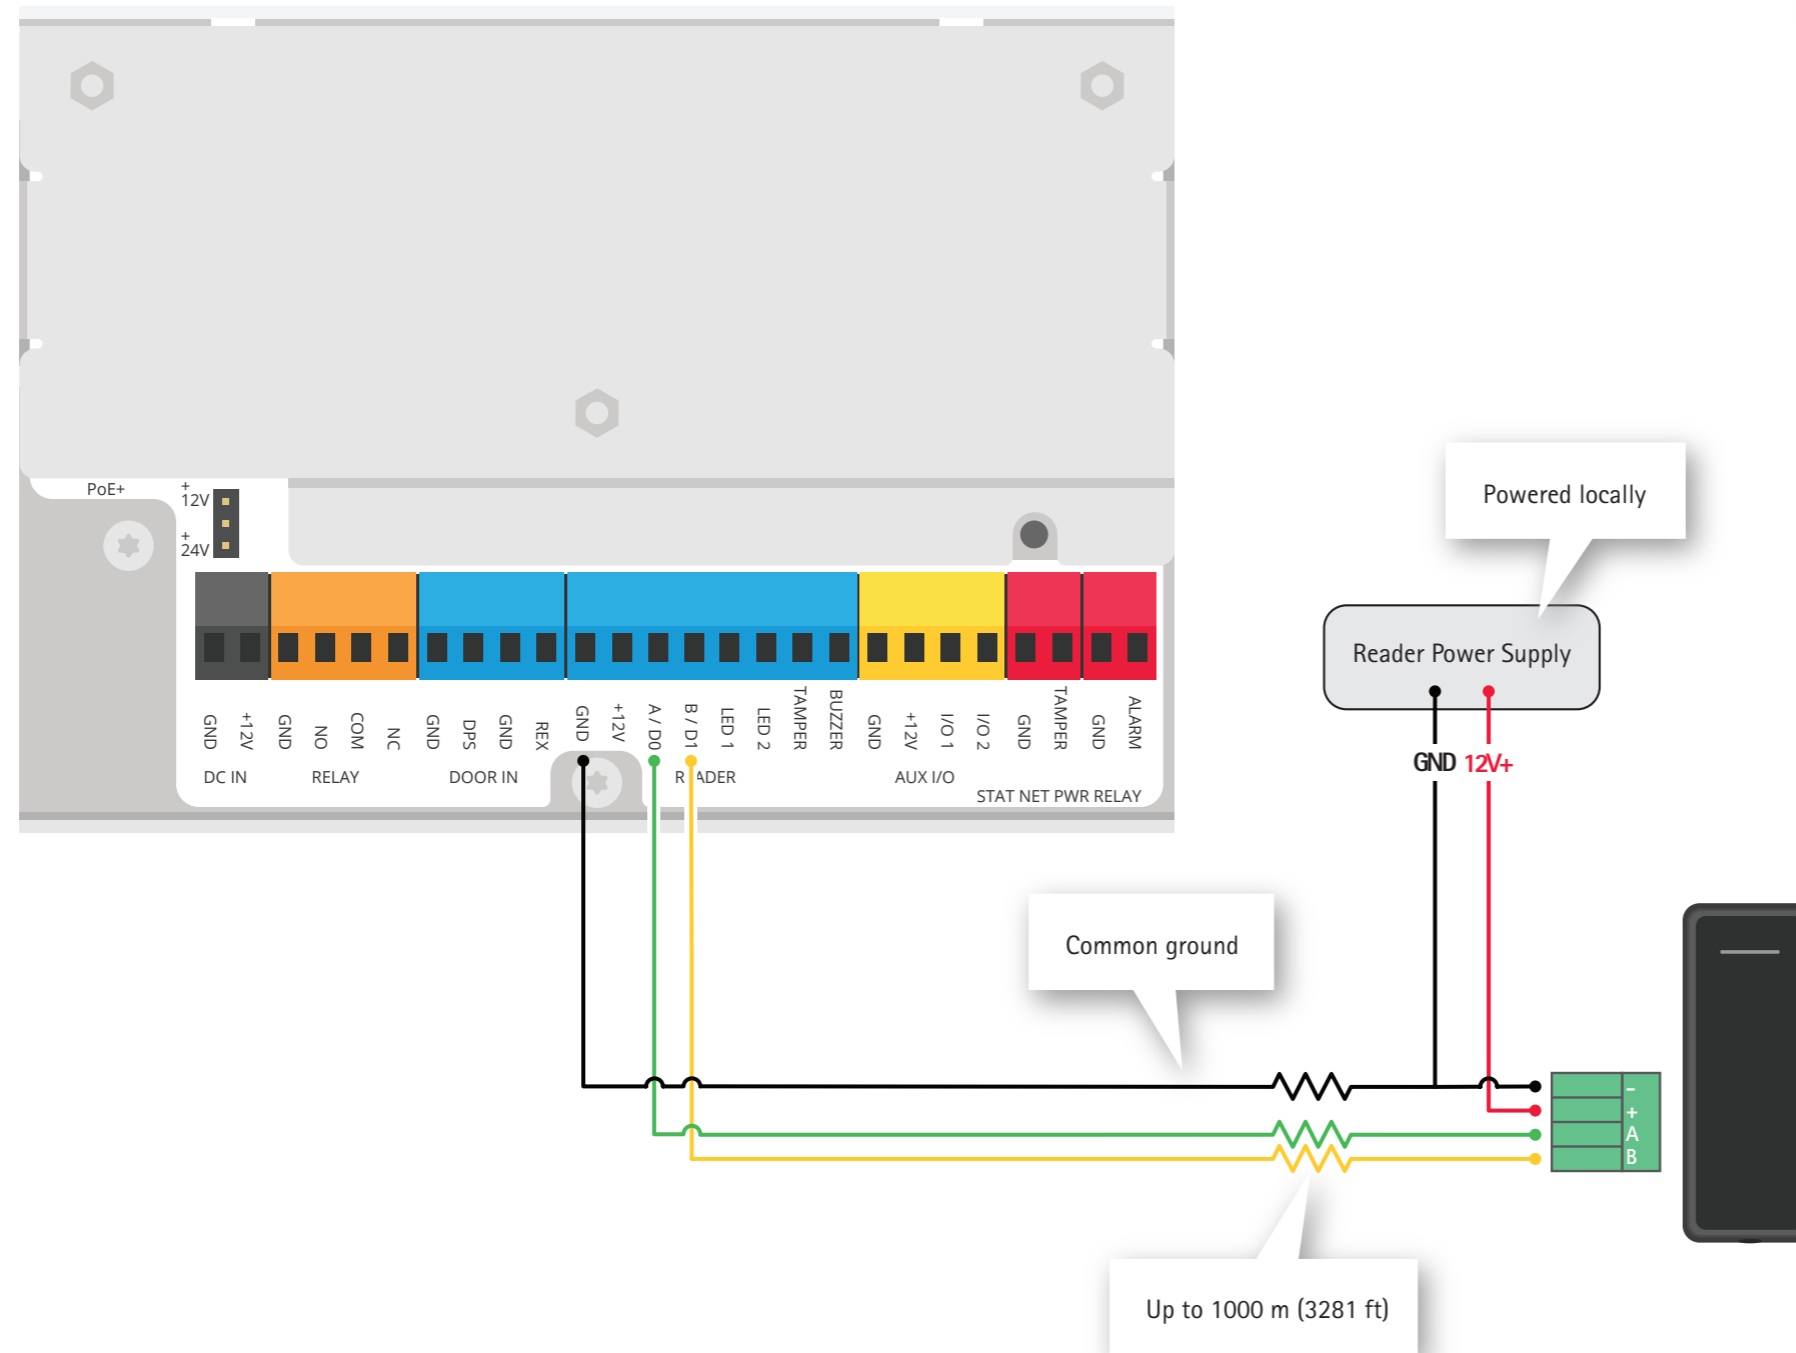 PoE+
+
12V
+
24V
Powered locally
Reader Power Supply
GND 12V+
GND +12V GND NO COM NC GND DPS GND REX GND +12V A / D0 B / D1 LED 1 LED 2 TAMPER BUZZER GND +12V I/O 1 I/O 2 GND TAMPER GND ALARM
DC IN RELAY DOOR IN R ADER AUX I/O
STAT NET PWR RELAY
Common ground
-
+
A
B
Up to 1000 m (3281 ft)